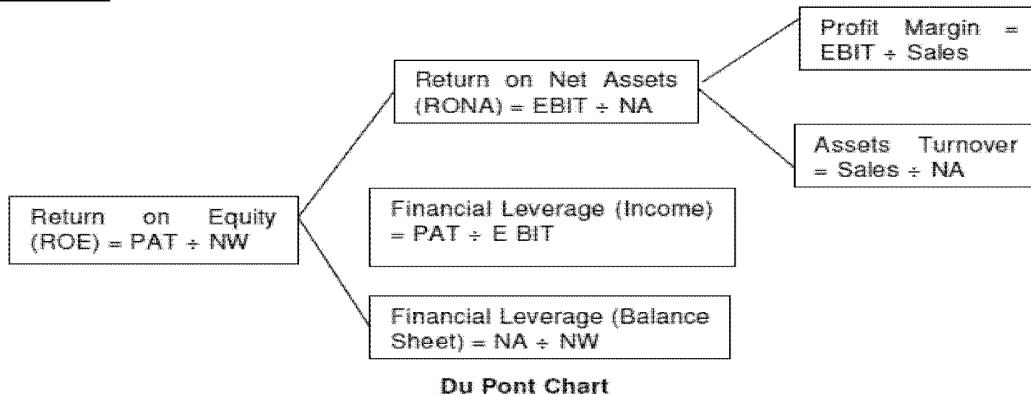 Profit Margin =
EBIT ÷ Sales
Return on Net Assets
(RONA) = EBIT ÷ NA
Assets Turnover
= Sales ÷ NA
Return on Equity
(ROE) = PAT ÷ NW
Financial Leverage (Income)
= PAT ÷ E BIT
Financial Leverage (Balance
Sheet) = NA ÷ NW
Du Pont Chart